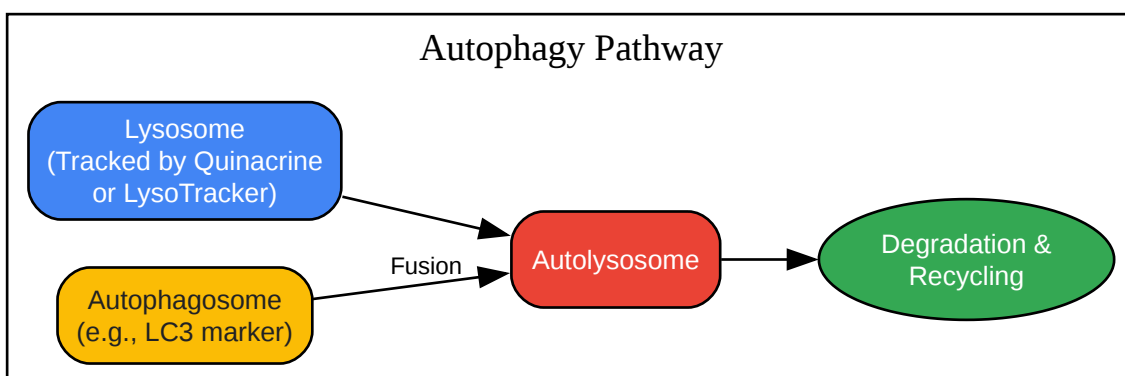 Autophagy Pathway
Lysosome
(Tracked by Quinacrine
or LysoTracker)
Fusion
Autophagosome
(e.g., LC3 marker)
Autolysosome
Degradation &
Recycling